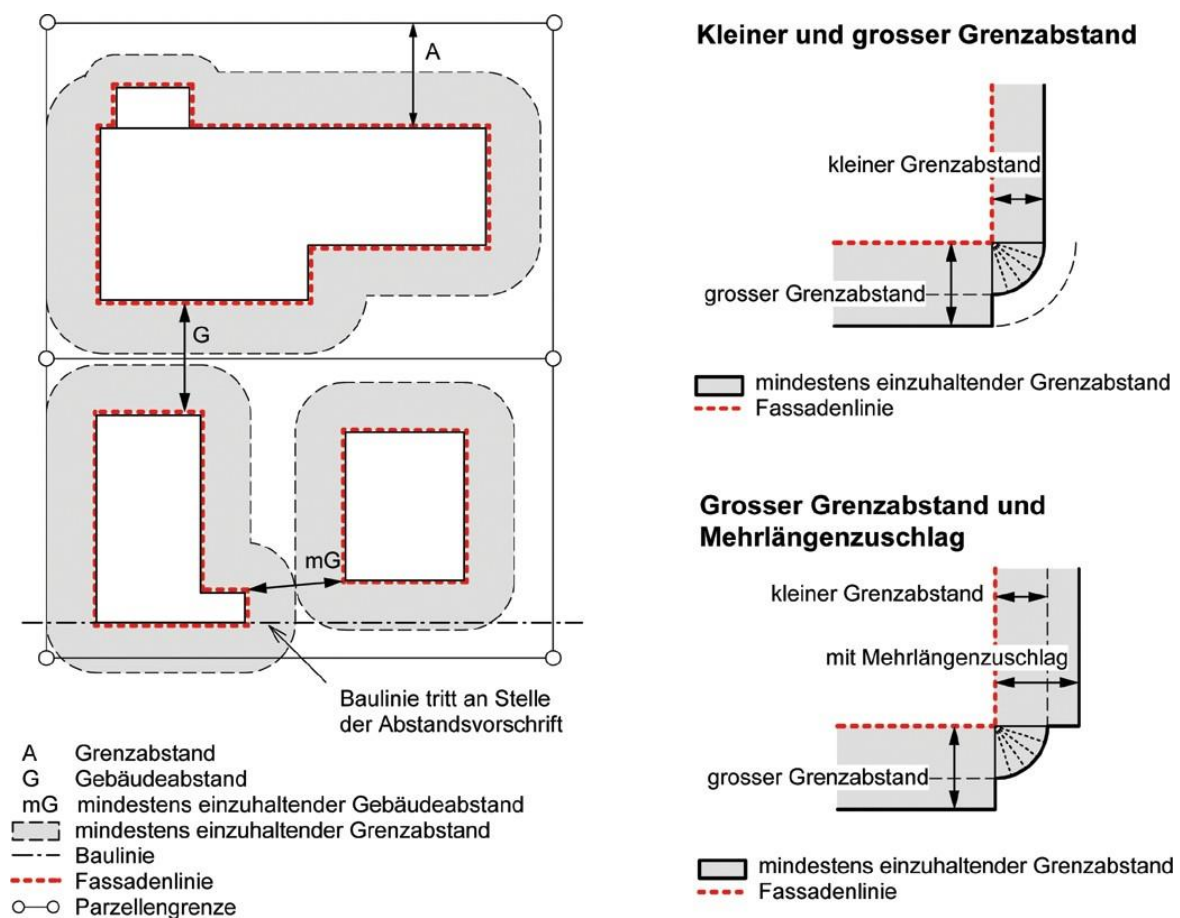 A
G
mG
Baulinie tritt an Stelle
der Abstandsvorschrift
A Grenzabstand
G Gebäudeabstand
mG mindestens einzuhaltender Gebäudeabstand
mindestens einzuhaltender Grenzabstand
Baulinie
Fassadenlinie
Parzellengrenze
Kleiner und grosser Grenzabstand
kleiner Grenzabstand
grosser Grenzabstand
mindestens einzuhaltender Grenzabstand
Fassadenlinie
Grosser Grenzabstand und
Mehrlängenzuschlag
kleiner Grenzabstand
mit Mehrlängenzuschlag
grosser Grenzabstand
mindestens einzuhaltender Grenzabstand
Fassadenlinie